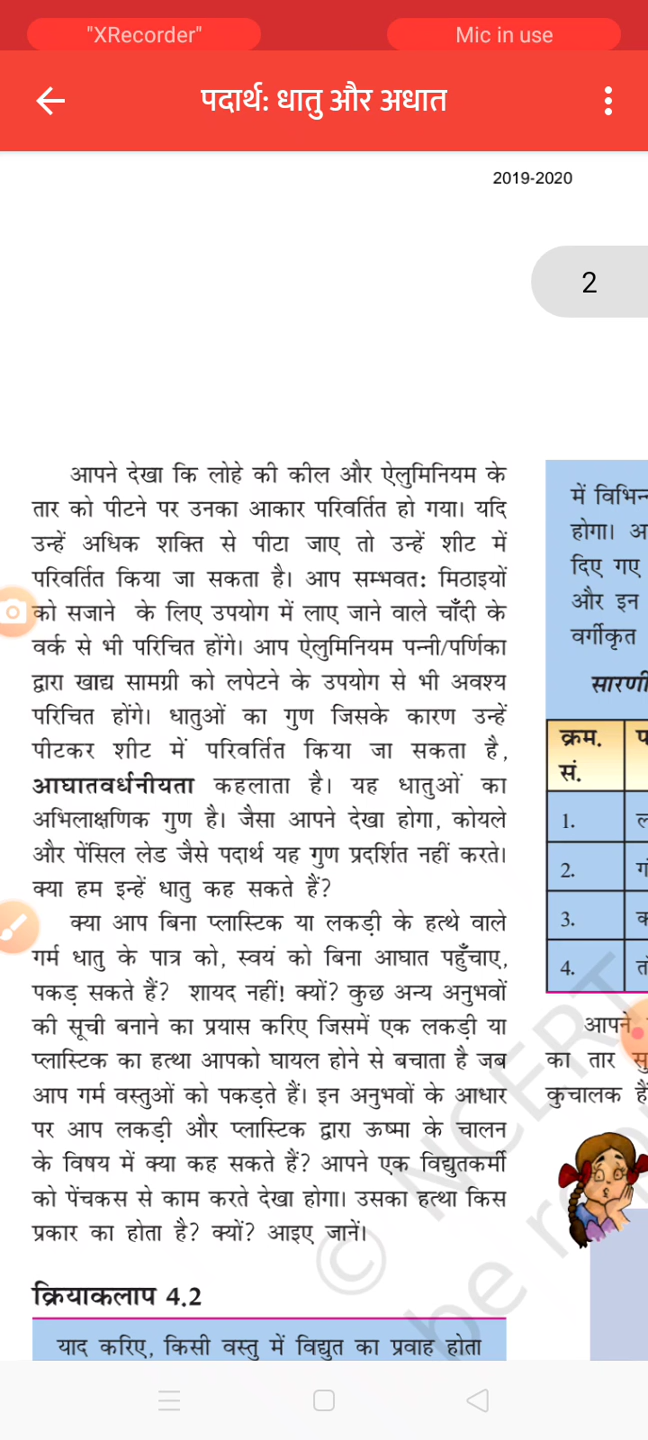 "XRecorder"
Mic in use
पदार्थ: धातु और अधात
2019-2020
2
आपने देखा कि लोहे की कील और ऐलुमिनियम के
तार को पीटने पर उनका आकार परिवर्तित हो गया। यदि
उन्हें अधिक शक्ति से पीटा जाए तो उन्हें शीट में
परिवर्तित किया जा सकता है। आप सम्भवत: मिठाइयों
को सजाने के लिए उपयोग में लाए जाने वाले चाँदी के
वर्क से भी परिचित होंगे। आप ऐलुमिनियम पन्नी/पर्णिका
द्वारा खाद्य सामग्री को लपेटने के उपयोग से भी अवश्य
परिचित होंगे। धातुओं का गुण जिसके कारण उन्हें
पीटकर शीट में परिवर्तित किया जा सकता है,
आघातवर्धनीयता कहलाता है। यह धातुओं का
अभिलाक्षणिक गुण है। जैसा आपने देखा होगा, कोयले
और पेंसिल लेड जैसे पदार्थ यह गुण प्रदर्शित नहीं करते।
क्या हम इन्हें धातु कह सकते हैं?
क्या आप बिना प्लास्टिक या लकड़ी के हत्थे वाले
गर्म धातु के पात्र को, स्वयं को बिना आघात पहुँचाए,
पकड़ सकते हैं? शायद नहीं! क्यों? कुछ अन्य अनुभवों
की सूची बनाने का प्रयास करिए जिसमें एक लकड़ी या
प्लास्टिक का हत्था आपको घायल होने से बचाता है जब
आप गर्म वस्तुओं को पकड़ते हैं। इन अनुभवों के आधार
पर आप लकड़ी और प्लास्टिक द्वारा ऊष्मा के चालन
के विषय में क्या कह सकते हैं? आपने एक विद्युतकर्मी
को पेंचकस से काम करते देखा होगा। उसका हत्था किस
प्रकार का होता है? क्यों? आइए जानें।
क्रियाकलाप 4.2
याद करिए, किसी वस्तु में विद्युत का प्रवाह होता
में
होगा।
दिए गए
और इन
वर्गीकृत
क्रम.
सं.
1.
2.
3.
4.
आपने
का तार
कुचालक हैं
© NCERT
be